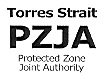 Torres Strait
PZJA
Protected Zone
Joint Authority